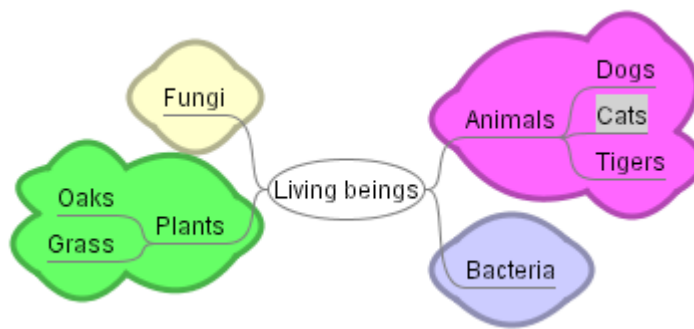 Living beings
Fungi
Plants
Oaks
Grass
Animals
Dogs
Cats
Tigers
Bacteria